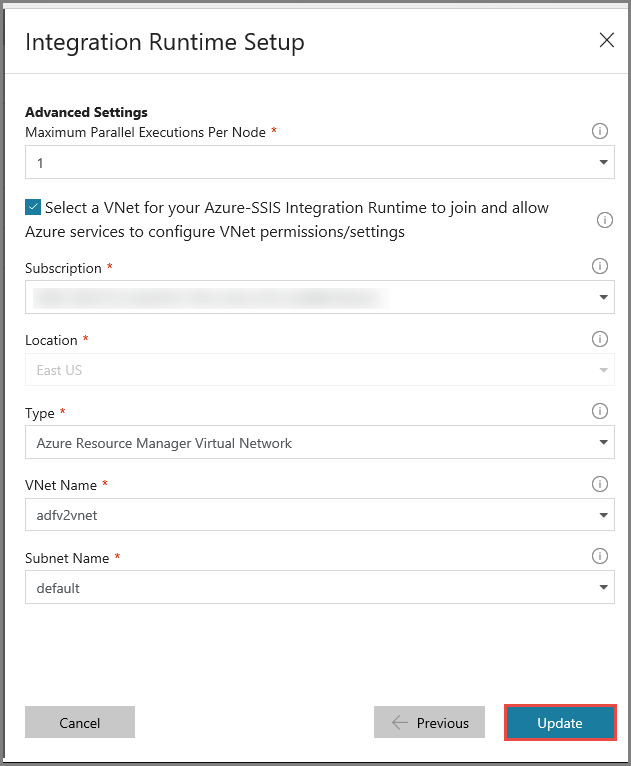 Integration Runtime Setup
Advanced Settings
Maximum Parallel Executions Per Node *
1
Select a VNet for your Azure-SSIS Integration Runtime to join and allow
Azure services to configure VNet permissions/settings
Subscription *
Location *
East US
Type *
Azure Resource Manager Virtual Network
VNet Name *
adfv2vnet
Subnet Name *
default
Cancel
Previous
Update